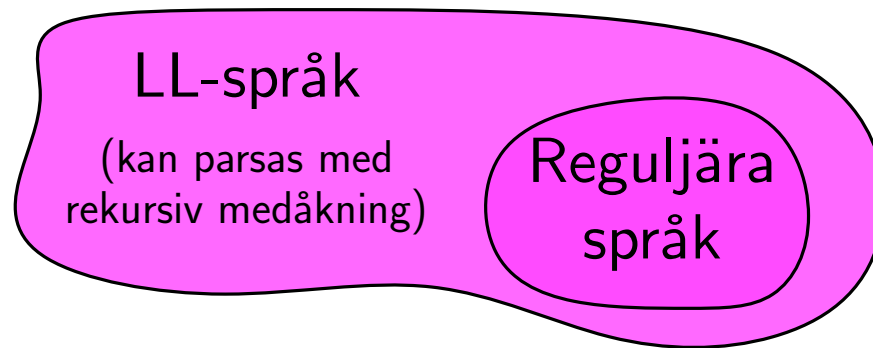 LL-språk
(kan parsas med
rekursiv medåkning)
Reguljära
språk